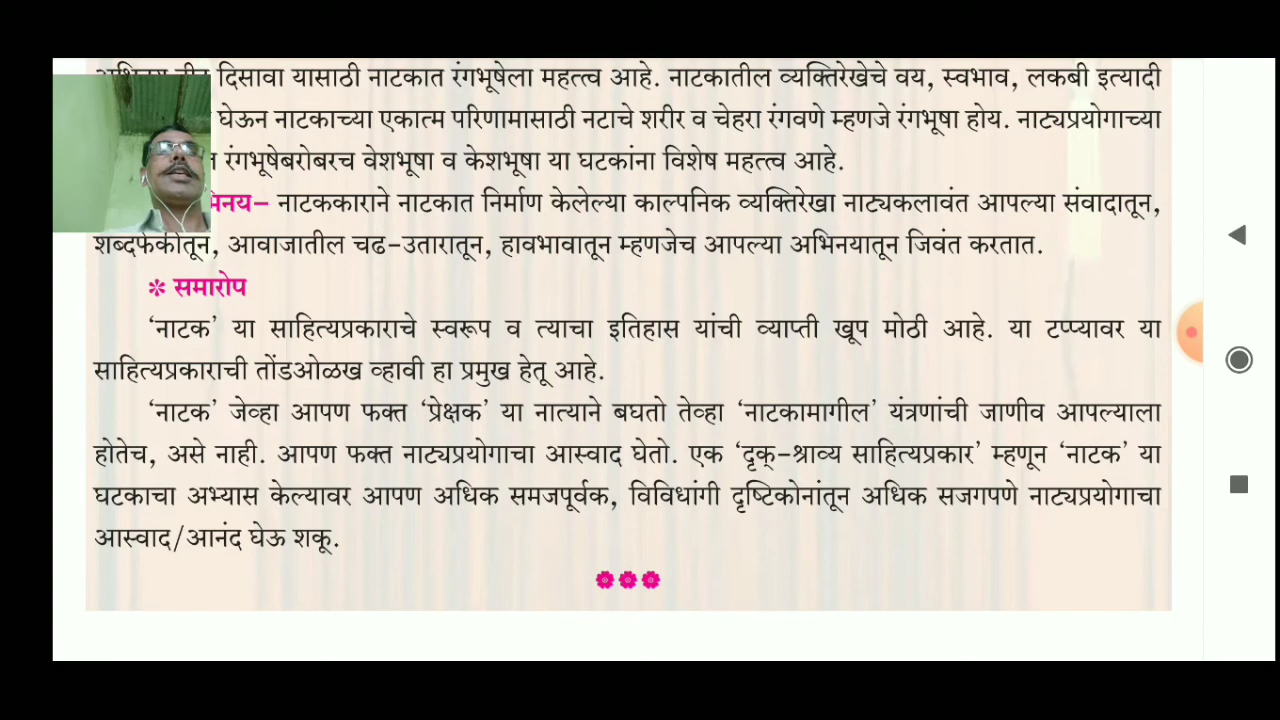 दिसावा यासाठी नाटकात रंगभूषेला महत्त्व आहे. नाटकातील व्यक्तिरेखेचे वय, स्वभाव, लकबी इत्यादी
घेऊन नाटकाच्या एकात्म परिणामासाठी नटाचे शरीर व चेहरा रंगवणे म्हणजे रंगभूषा होय. नाट्यप्रयोगाच्या
रंगभूषेबरोबरच वेशभूषा व केशभूषा या घटकांना विशेष महत्त्व आहे.
नाटककाराने नाटकात निर्माण केलेल्या काल्पनिक व्यक्तिरेखा नाट्यकलावंत आपल्या संवादातून,
शब्दफेकीतून, आवाजातील चढ-उतारातून, हावभावातून म्हणजेच आपल्या अभिनयातून जिवंत करतात.
* समारोप
‘नाटक’ या साहित्यप्रकाराचे स्वरूप व त्याचा इतिहास यांची व्याप्ती खूप मोठी आहे. या टप्प्यावर या
साहित्यप्रकाराची तोंडओळख व्हावी हा प्रमुख हेतू आहे.
‘नाटक’ जेव्हा आपण फक्त ‘प्रेक्षक’ या नात्याने बघतो तेव्हा ‘नाटकामागील’ यंत्रणांची जाणीव आपल्याला
होतेच, असे नाही. आपण फक्त नाट्यप्रयोगाचा आस्वाद घेतो. एक ‘दृक्-श्राव्य साहित्यप्रकार’ म्हणून ‘नाटक’ या
घटकाचा अभ्यास केल्यावर आपण अधिक समजपूर्वक, विविधांगी दृष्टिकोनांतून अधिक सजगपणे नाट्यप्रयोगाचा
आस्वाद/आनंद घेऊ शकू.